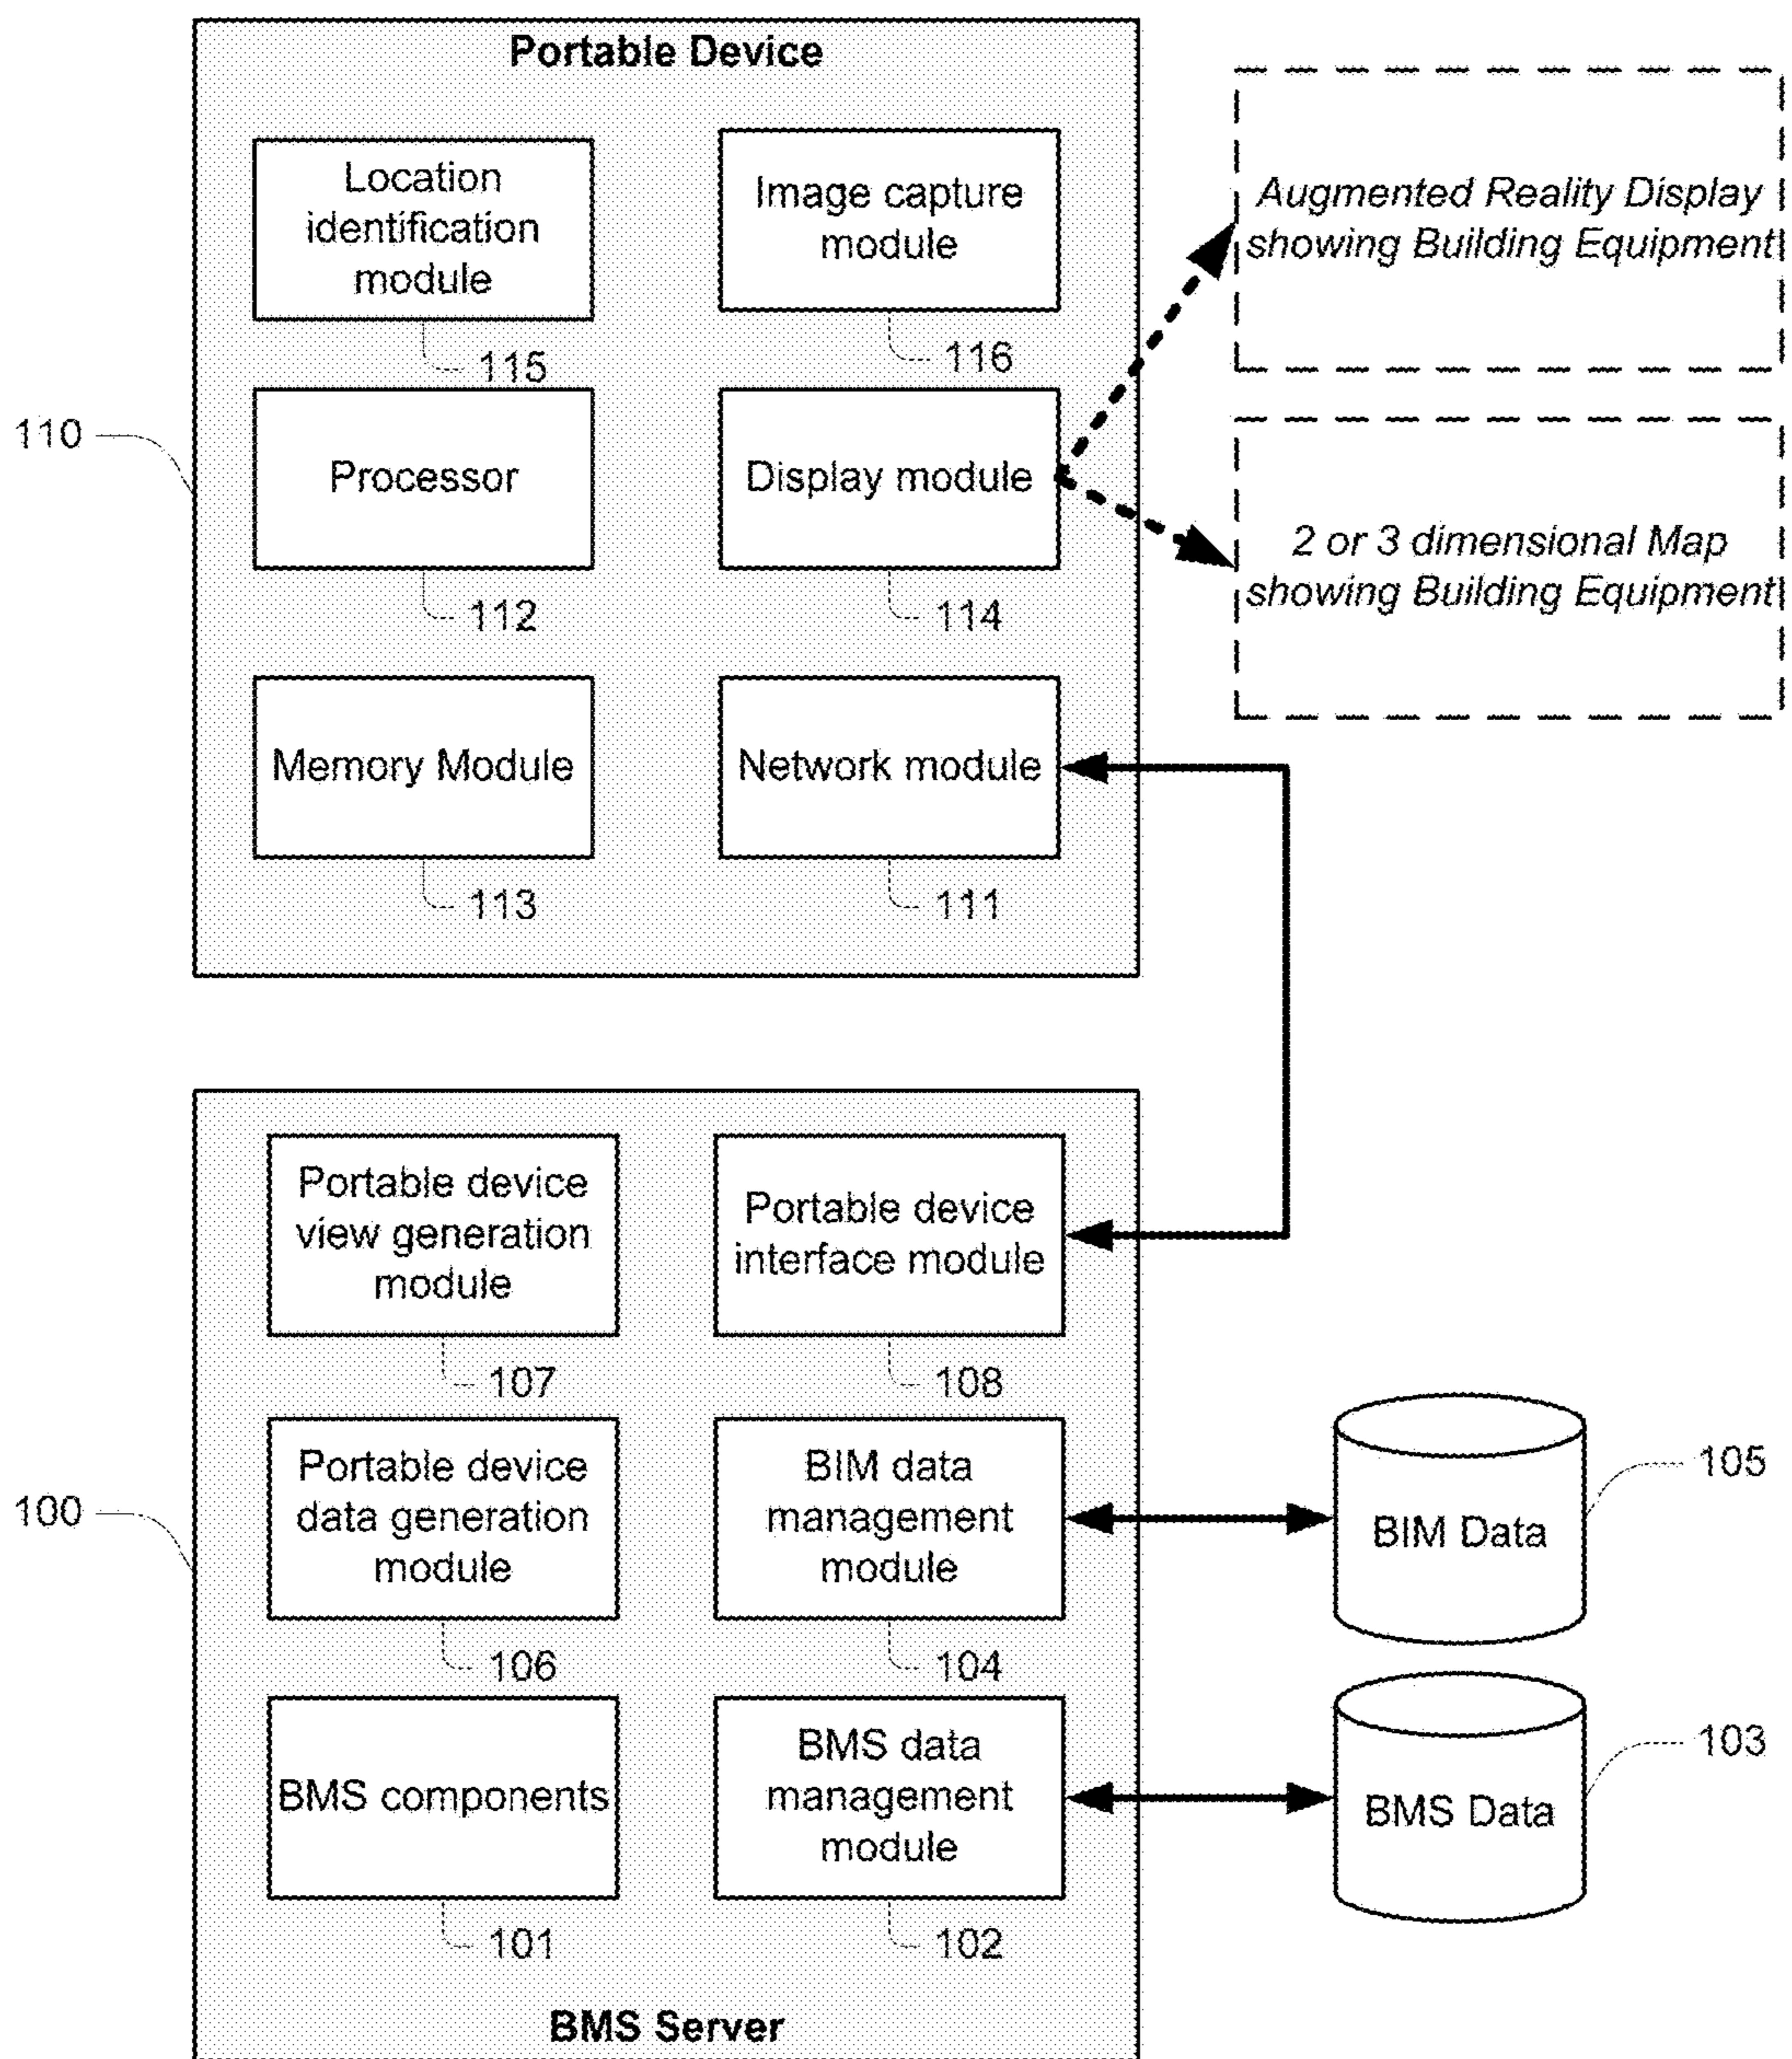 Portable Device
Location
identification
module
115
Image capture
module
116
Augmented Reality Display
showing Building Equipment
110
Processor
112
Display module
114
2 or 3 dimensional Map
showing Building Equipment
Memory Module
113
Network module
111
Portable device
view generation
module
107
Portable device
interface module
108
100
Portable device
data generation
module
106
BIM data
management
module
104
BIM Data
105
BMS components
101
BMS data
management
module
102
BMS Data
103
BMS Server